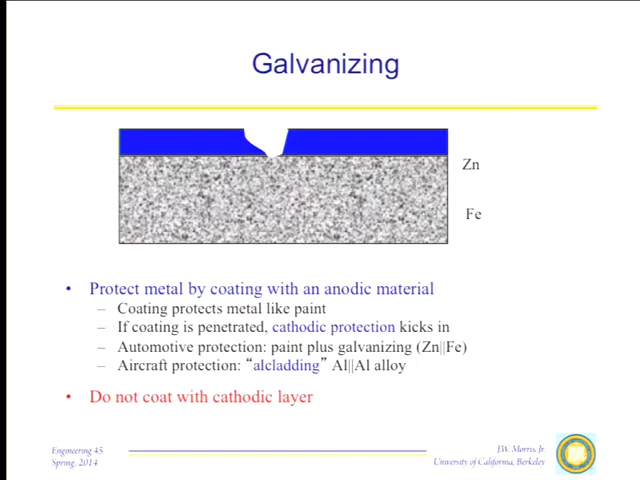 Galvanizing
Zn
Fe
• Protect metal by coating with an anodic material
– Coating protects metal like paint
– If coating is penetrated, cathodic protection kicks in
– Automotive protection: paint plus galvanizing (Zn||Fe)
– Aircraft protection: “alcladding” Al||Al alloy
• Do not coat with cathodic layer
Engineering 45
Spring, 2014
J.W. Morris, Jr.
University of California, Berkeley